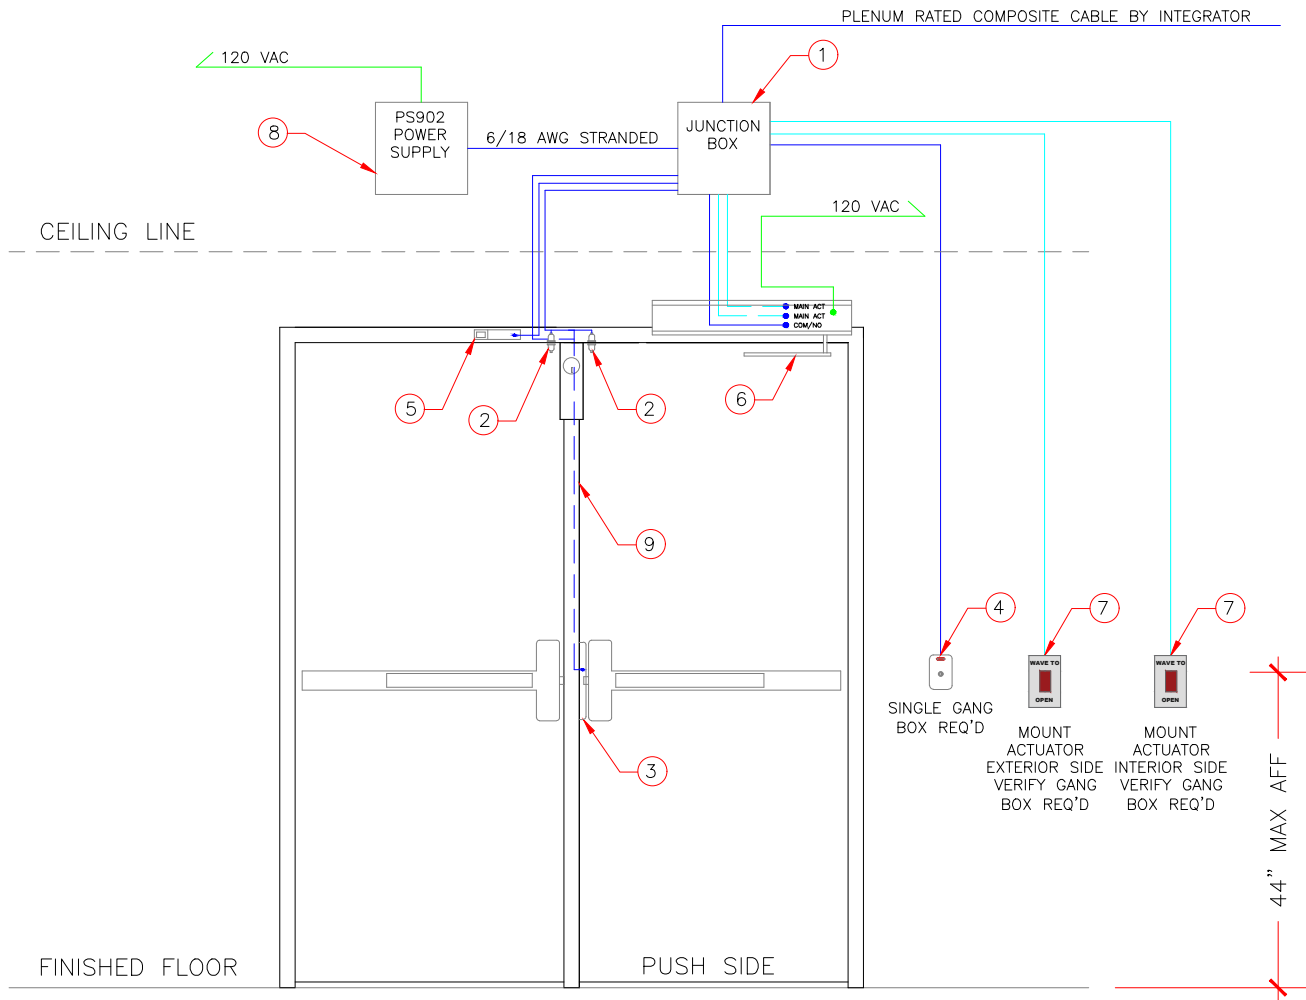 PLENUM RATED COMPOSITE CABLE BY INTEGRATOR
120 VAC
1
PS902
POWER
SUPPLY
8
6/18 AWG STRANDED
JUNCTION
BOX
120 VAC
CEILING LINE
MAIN ACT
MAIN ACT
COM/NO
5
2
2
6
9
4
7
7
WAVE TO
OPEN
WAVE TO
OPEN
SINGLE GANG
BOX REQ'D
MOUNT
ACTUATOR
EXTERIOR SIDE
VERIFY GANG
BOX REQ'D
MOUNT
ACTUATOR
INTERIOR SIDE
VERIFY GANG
BOX REQ'D
3
44" MAX AFF
FINISHED FLOOR
PUSH SIDE